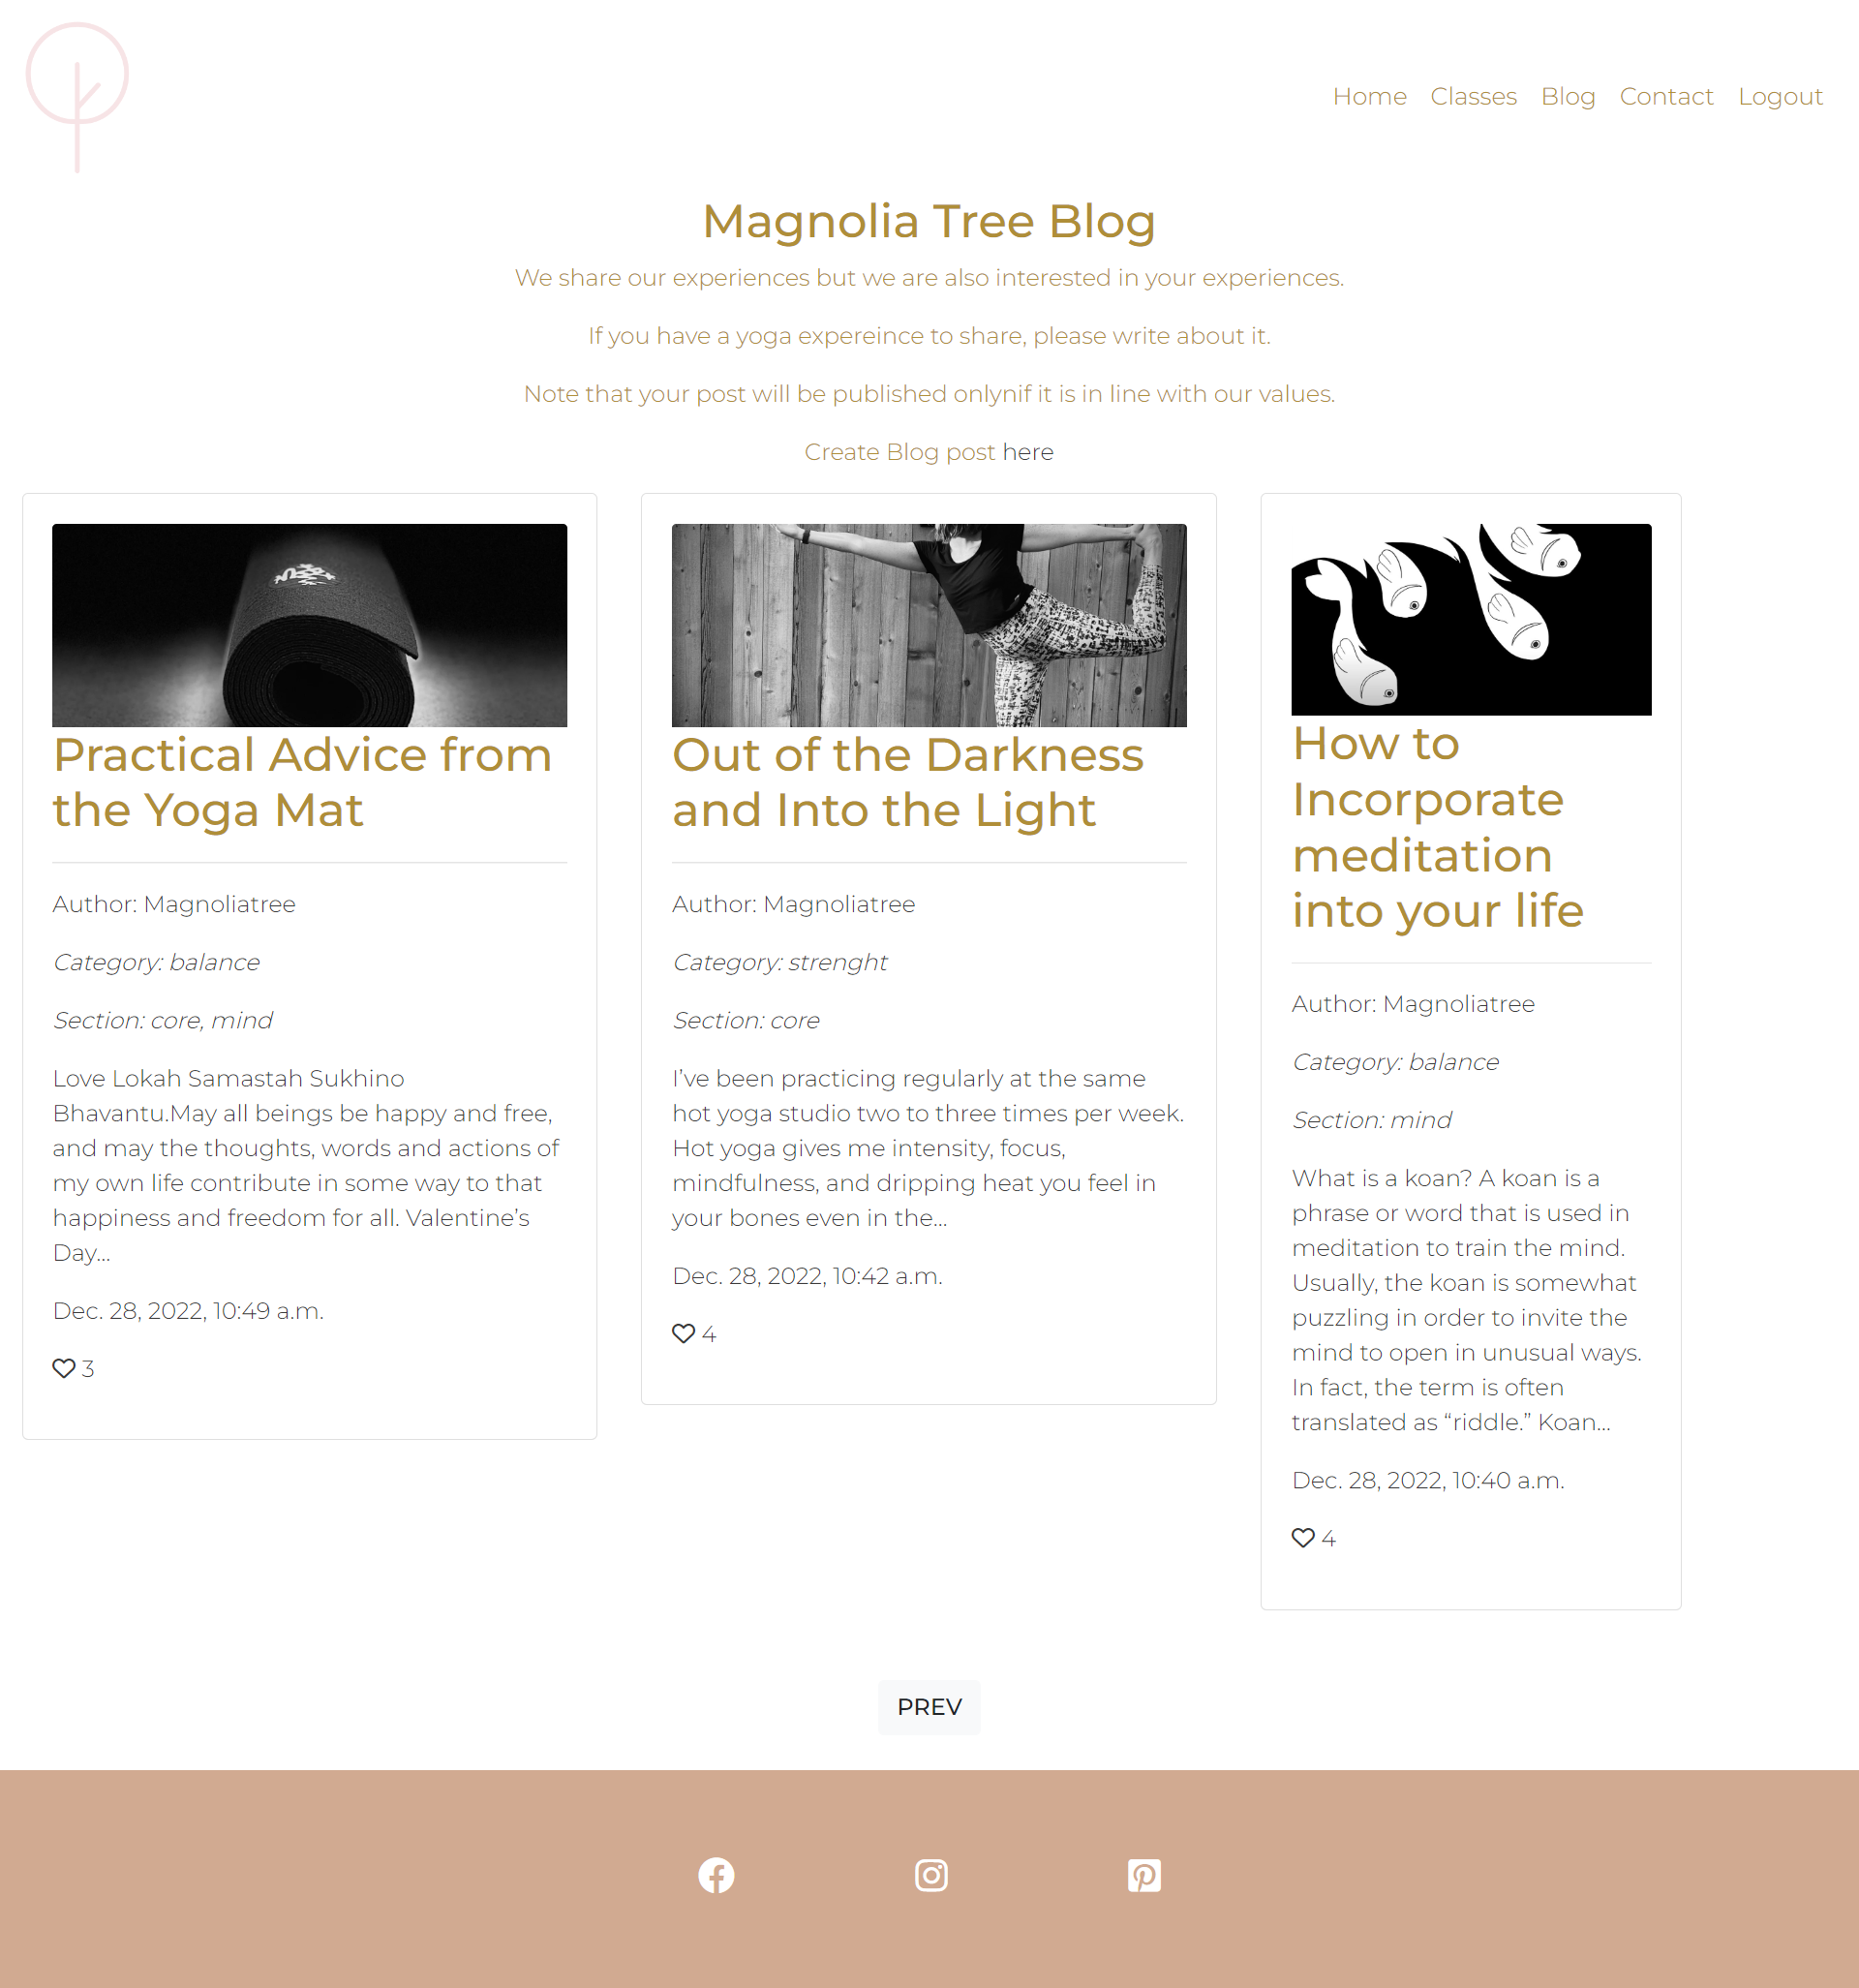 Home Classes Blog Contact Logout
Magnolia Tree Blog
We share our experiences but we are also interested in your experiences.
If you have a yoga expereince to share, please write about it.
Note that your post will be published onlynif it is in line with our values.
Create Blog post here
Practical Advice from
the Yoga Mat
Author: Magnoliatree
Category: balance
Section: core, mind
Love Lokah Samastah Sukhino
Bhavantu.May all beings be happy and free,
and may the thoughts, words and actions of
my own life contribute in some way to that
happiness and freedom for all. Valentine’s
Day...
Dec. 28, 2022, 10:49 a.m.
3
Out of the Darkness
and Into the Light
Author: Magnoliatree
Category: strenght
Section: core
I’ve been practicing regularly at the same
hot yoga studio two to three times per week.
Hot yoga gives me intensity, focus,
mindfulness, and dripping heat you feel in
your bones even in the...
Dec. 28, 2022, 10:42 a.m.
4
How to
Incorporate
meditation
into your life
Author: Magnoliatree
Category: balance
Section: mind
What is a koan? A koan is a
phrase or word that is used in
meditation to train the mind.
Usually, the koan is somewhat
puzzling in order to invite the
mind to open in unusual ways.
In fact, the term is often
translated as “riddle.” Koan...
Dec. 28, 2022, 10:40 a.m.
4
PREV